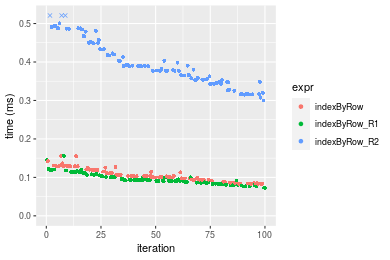 0.5
0.4
0.3
0.2
0.1
0.0
time (ms)
0
25
50
75
100
iteration
expr
indexByRow
indexByRow_R1
indexByRow_R2